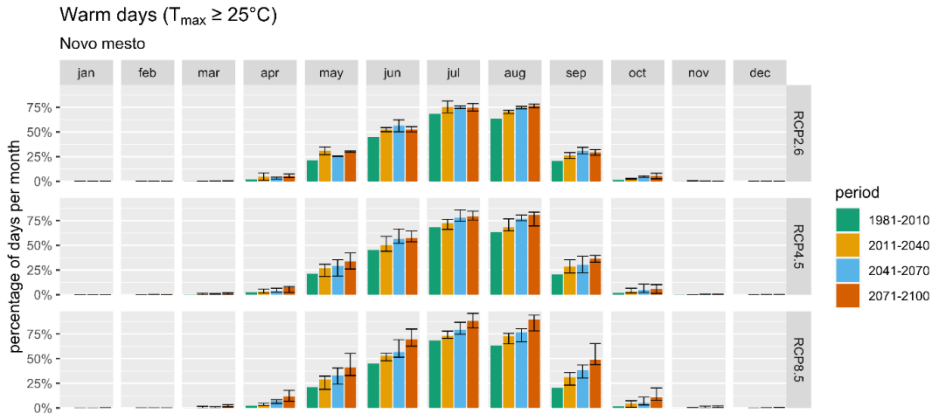 Warm days (Tmax ≥ 25°C)
Novo mesto
jan feb mar apr may jun jul aug sep oct nov dec
percentage of days per month
75%
50%
25%
0%
RCP2.6
75%
50%
25%
0%
RCP4.5
75%
50%
25%
0%
RCP8.5
period
1981-2010
2011-2040
2041-2070
2071-2100